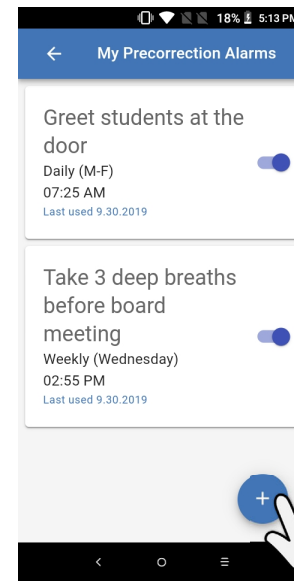 18% 5:13 PM
My Precorrection Alarms
Greet students at the
door
Daily (M-F)
07:25 AM
Last used 9.30.2019
Take 3 deep breaths
before board
meeting
Weekly (Wednesday)
02:55 PM
Last used 9.30.2019